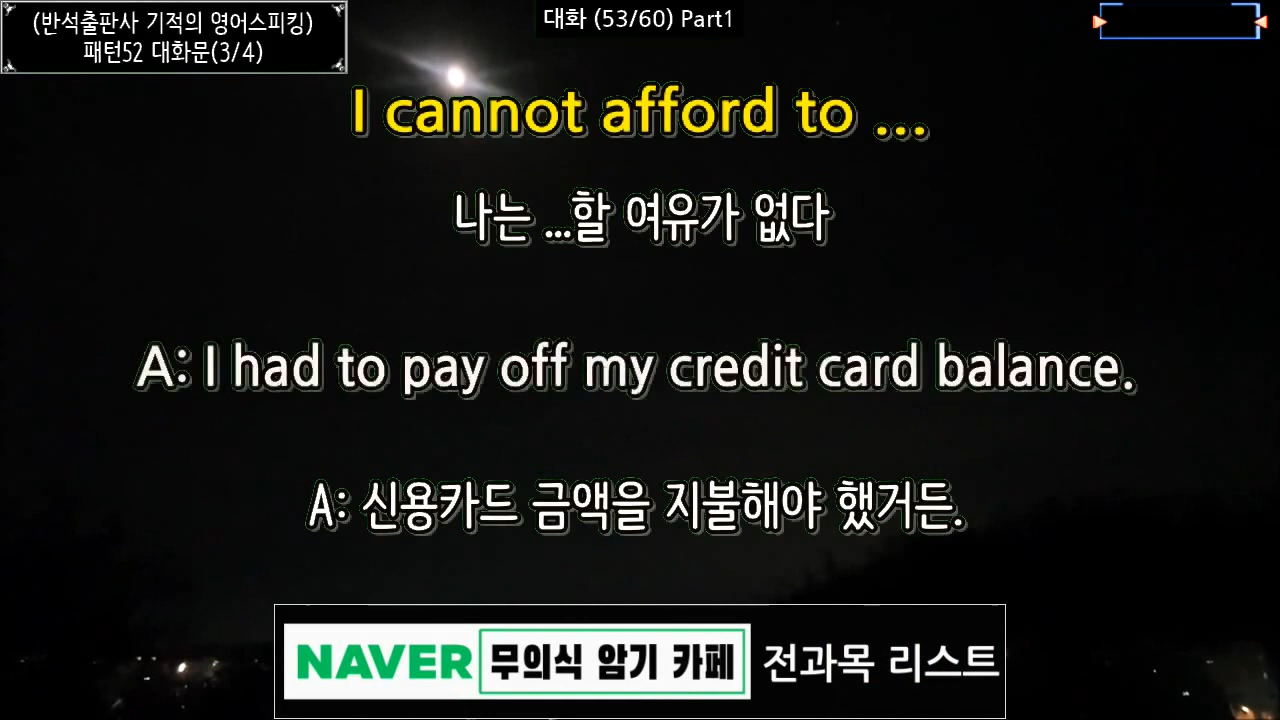 (반석출판사 기적의 영어스피킹)
패턴52 대화문(3/4)
대화 (53/60) Part1
I cannot afford to ...
나는 ...할 여유가 없다
A: I had to pay off my credit card balance.
A: 신용카드 금액을 지불해야 했거든.
NAVER 무의식 암기 카페 전과목 리스트